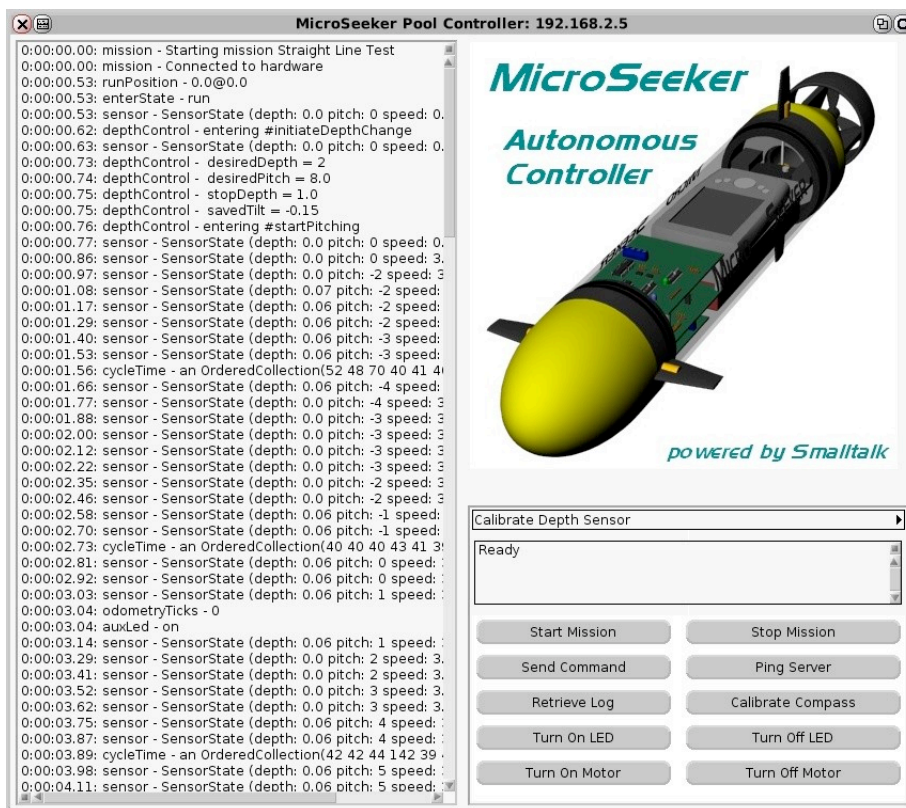 MicroSeeker Pool Controller: 192.168.2.5
0:00:00.00: mission - Starting mission Straight Line Test
0:00:00.00: mission - Connected to hardware
0:00:00.53: runPosition - 0.0@0.0
0:00:00.53: enterState - run
0:00:00.53: sensor - SensorState (depth: 0.0 pitch: 0 speed: 0.
0:00:00.62: depthControl - entering #initiateDepthChange
0:00:00.63: sensor - SensorState (depth: 0.0 pitch: 0 speed: 0.
0:00:00.73: depthControl - desiredDepth = 2
0:00:00.74: depthControl - desiredPitch = 8.0
0:00:00.75: depthControl - stopDepth = 1.0
0:00:00.75: depthControl - savedTilt = -0.15
0:00:00.76: depthControl - entering #startPitching
0:00:00.77: sensor - SensorState (depth: 0.0 pitch: 0 speed: 0.
0:00:00.86: sensor - SensorState (depth: 0.0 pitch: 0 speed: 3.
0:00:00.97: sensor - SensorState (depth: 0.0 pitch: -2 speed: 3
0:00:01.08: sensor - SensorState (depth: 0.07 pitch: -2 speed:
0:00:01.17: sensor - SensorState (depth: 0.06 pitch: -2 speed:
0:00:01.29: sensor - SensorState (depth: 0.06 pitch: -2 speed:
0:00:01.40: sensor - SensorState (depth: 0.06 pitch: -3 speed:
0:00:01.53: sensor - SensorState (depth: 0.06 pitch: -3 speed:
0:00:01.56: cycleTime - an OrderedCollection(52 48 70 40 41
0:00:01.66: sensor - SensorState (depth: 0.06 pitch: -4 speed:
0:00:01.77: sensor - SensorState (depth: 0.0 pitch: -4 speed: 3
0:00:01.88: sensor - SensorState (depth: 0.0 pitch: -3 speed: 3
0:00:02.00: sensor - SensorState (depth: 0.0 pitch: -3 speed: 3
0:00:02.12: sensor - SensorState (depth: 0.0 pitch: -3 speed: 3
0:00:02.22: sensor - SensorState (depth: 0.0 pitch: -3 speed: 3
0:00:02.35: sensor - SensorState (depth: 0.0 pitch: -2 speed: 3
0:00:02.46: sensor - SensorState (depth: 0.0 pitch: -2 speed: 3
0:00:02.58: sensor - SensorState (depth: 0.06 pitch: -1 speed:
0:00:02.70: sensor - SensorState (depth: 0.06 pitch: -1 speed:
0:00:02.73: cycleTime - an OrderedCollection(40 40 40 43 41
0:00:02.81: sensor - SensorState (depth: 0.06 pitch: 0 speed:
0:00:02.92: sensor - SensorState (depth: 0.06 pitch: 0 speed:
0:00:03.03: sensor - SensorState (depth: 0.06 pitch: 1 speed:
0:00:03.04: odometryTicks - 0
0:00:03.04: auxLed - on
0:00:03.14: sensor - SensorState (depth: 0.06 pitch: 1 speed:
0:00:03.29: sensor - SensorState (depth: 0.0 pitch: 2 speed: 3.
0:00:03.41: sensor - SensorState (depth: 0.0 pitch: 2 speed: 3.
0:00:03.52: sensor - SensorState (depth: 0.0 pitch: 3 speed: 3.
0:00:03.62: sensor - SensorState (depth: 0.0 pitch: 3 speed: 3.
0:00:03.75: sensor - SensorState (depth: 0.06 pitch: 4 speed:
0:00:03.87: sensor - SensorState (depth: 0.06 pitch: 4 speed:
0:00:03.89: cycleTime - an OrderedCollection(42 42 44 142 39
0:00:03.98: sensor - SensorState (depth: 0.06 pitch: 5 speed:
0:00:04.11: sensor - SensorState (depth: 0.06 pitch: 5 speed:
MicroSeeker
Autonomous
Controller
MicroSeeker
powered by Smalltalk
Calibrate Depth Sensor
Ready
Start Mission
Stop Mission
Send Command
Ping Server
Retrieve Log
Calibrate Compass
Turn On LED
Turn Off LED
Turn On Motor
Turn Off Motor